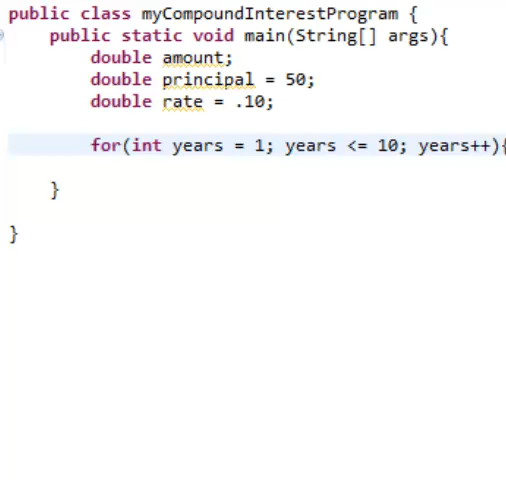 public class myCompoundInterestProgram {
public static void main(String[] args){
double amount;
double principal = 50;
double rate = .10;
for(int years = 1; years <= 10; years++){
}
}